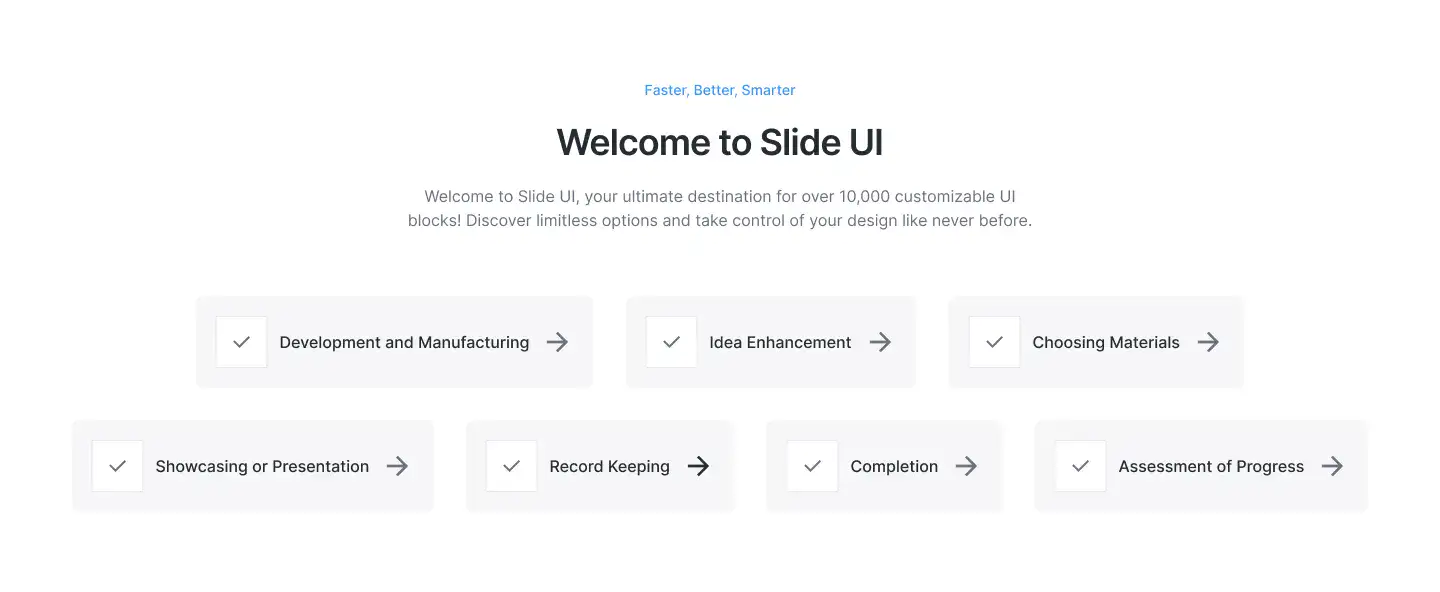 Faster, Better, Smarter
Welcome to Slide UI
Welcome to Slide UI, your ultimate destination for over 10,000 customizable UI
blocks! Discover limitless options and take control of your design like never before.
Development and Manufacturing
Idea Enhancement
Choosing Materials
Showcasing or Presentation
Record Keeping
Completion
Assessment of Progress